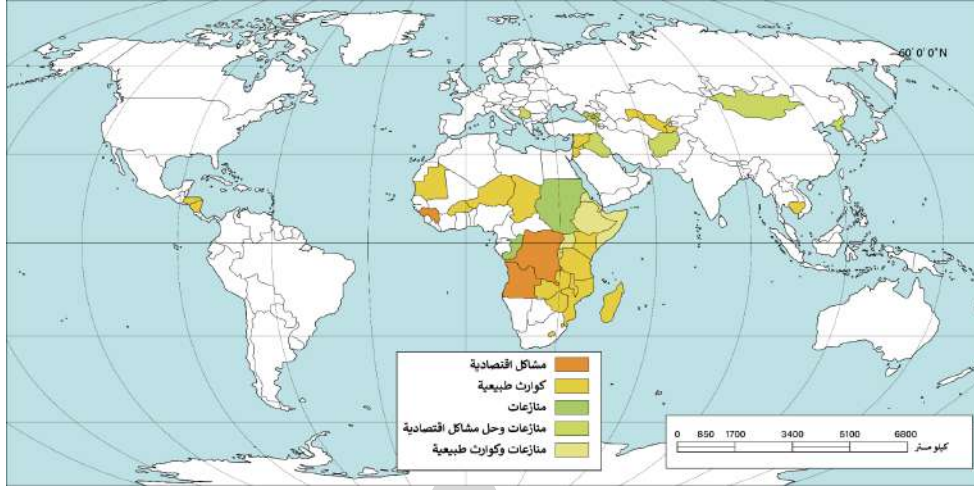 60° 0′ 0″N
مشاكل اقتصادية
كوارث طبيعية
منازعات
منازعات وحل مشاكل اقتصادية
منازعات وكوارث طبيعية
0 850 1700 3400 5100 6800
كيلو متر